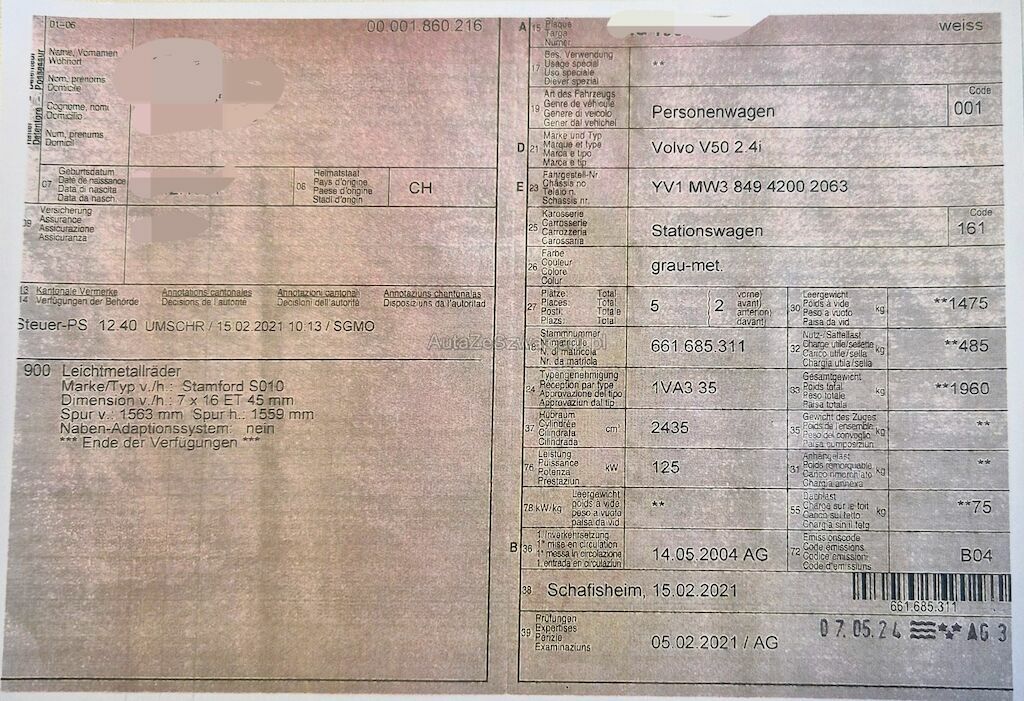 01-06
00.001.860.216
Name, Vornamen
Wohnort
Nom, prénoms
Domicile
Cognome, nomi
Domicilio
Num, prenums
Domicil
07 Geburtsdatum
Date de naissance
Data di nascita
Data da nasch.
08 Heimatstaat
Pays d'origine
Paese d'origine
Stadi d'origin
CH
09 Versicherung
Assurance
Assicurazione
Assicuranza
13 Kantonale Vermerke
14 Verfügungen der Behörde
Annotations cantonales
Décisions de l'autorité
Annotazioni cantonali
Decisioni dell'autorità
Annotaziuns chantunalas
Disposiziuns da l'autoritad
Steuer-PS 12.40 UMSCHR / 15.02.2021 10:13 / SGMO
900 Leichtmetallräder
Marke/Typ v./h.: Stamford S010
Dimension v./h.: 7 x 16 ET 45 mm
Spur v.: 1563 mm Spur h.: 1559 mm
Naben-Adaptionssystem: nein
*** Ende der Verfügungen ***
A 15 Plaque
Targa
Numer
weiss
17 Bes. Verwendung
Usage spécial
Uso speciale
Diever spezial
**
19 Art des Fahrzeugs
Genre de véhicule
Genere di veicolo
Gener dal vehichel
Personenwagen
Code
001
D 21 Marke und Typ
Marque et type
Marca e tipo
Marca e tip
Volvo V50 2.4i
E 23 Fahrgestell-Nr.
Châssis no
Telaio n.
Schassis nr.
YV1 MW3 849 4200 2063
25 Karosserie
Carrosserie
Carrozzeria
Carossaria
Stationswagen
Code
161
26 Farbe
Couleur
Colore
Colur
grau-met.
27 Plätze: Total
Places: Total
Posti: Totale
Plazs: Total
5
2
vorne)
avant)
anteriori)
davant)
30 Leergewicht
Poids à vide
Peso a vuoto
Paisa da vid
kg
**1475
Stammnummer
N° matricule
N. di matricola
Nr. da matricla
661.685.311
32 Nutz-/Sattellast
Charge utile/sellette
Carico utile/sella
Chargia utila/sella
kg
**485
24 Typengenehmigung
Réception par type
Approvazione del tipo
Approvaziun dal tip
1VA3 35
33 Gesamtgewicht
Poids total
Peso totale
Paisa totala
kg
**1960
37 Hubraum
Cylindrée
Cilindrata
Cilindrada
cm³
2435
35 Gewicht des Zuges
Poids de l'ensemble
Peso del convoglio
Paisa cumposiziun
kg
**
76 Leistung
Puissance
Potenza
Prestaziun
kW
125
31 Anhängelast
Poids remorquable
Carico rimorchiato
Chargia annexa
kg
**
78 kW/kg
Leergewicht
poids à vide
peso a vuoto
paisa da vid
**
55 Dachlast
Charge sur le toit
Carico sul tetto
Chargia sin il tetg
kg
**75
B 36 1. Inverkehrsetzung
1re mise en circulation
1a messa in circolazione
1. entrada en circulaziun
14.05.2004 AG
72 Emissionscode
Code émissions
Codice emissioni
Code d'emissiuns
B04
38 Schafisheim, 15.02.2021
661.685.311
39 Prüfungen
Expertises
Perizie
Examinaziuns
05.02.2021 / AG
07.05.24
AG 3
AutaZeSzwajcarii.pl